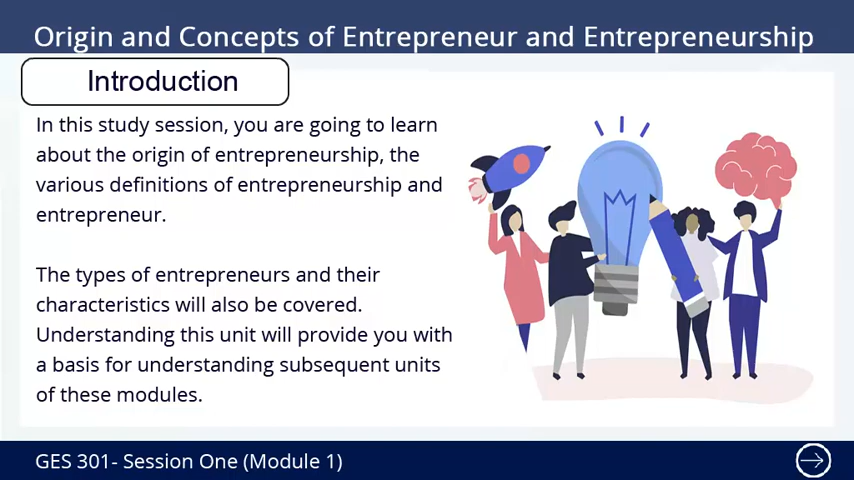 Origin and Concepts of Entrepreneur and Entrepreneurship
Introduction
In this study session, you are going to learn
about the origin of entrepreneurship, the
various definitions of entrepreneurship and
entrepreneur.
The types of entrepreneurs and their
characteristics will also be covered.
Understanding this unit will provide you with
a basis for understanding subsequent units
of these modules.
GES 301- Session One (Module 1)